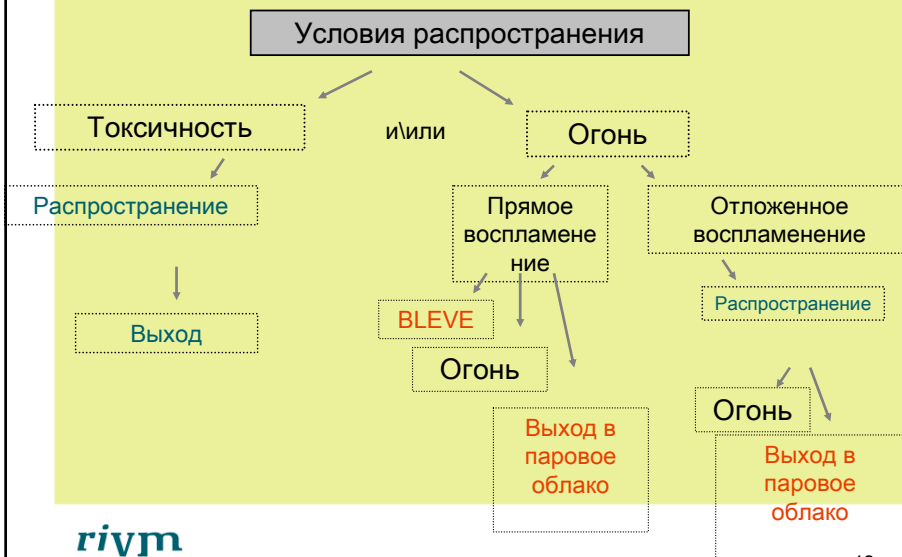 Условия распространения
Токсичность
и\или
Огонь
Распространение
Прямое
воспламене
ние
Отложенное
воспламенение
Выход
BLEVE
Распространение
Огонь
Огонь
Выход в
паровое
облако
Выход в
паровое
облако
rivm